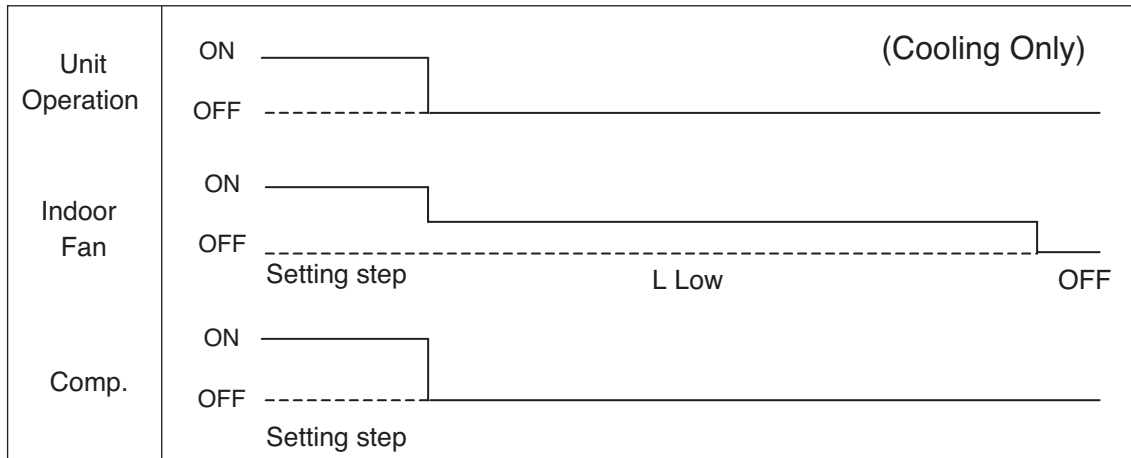 (Cooling Only)
Unit
Operation
ON
OFF
Indoor
Fan
ON
OFF
Setting step
L Low
OFF
Comp.
ON
OFF
Setting step